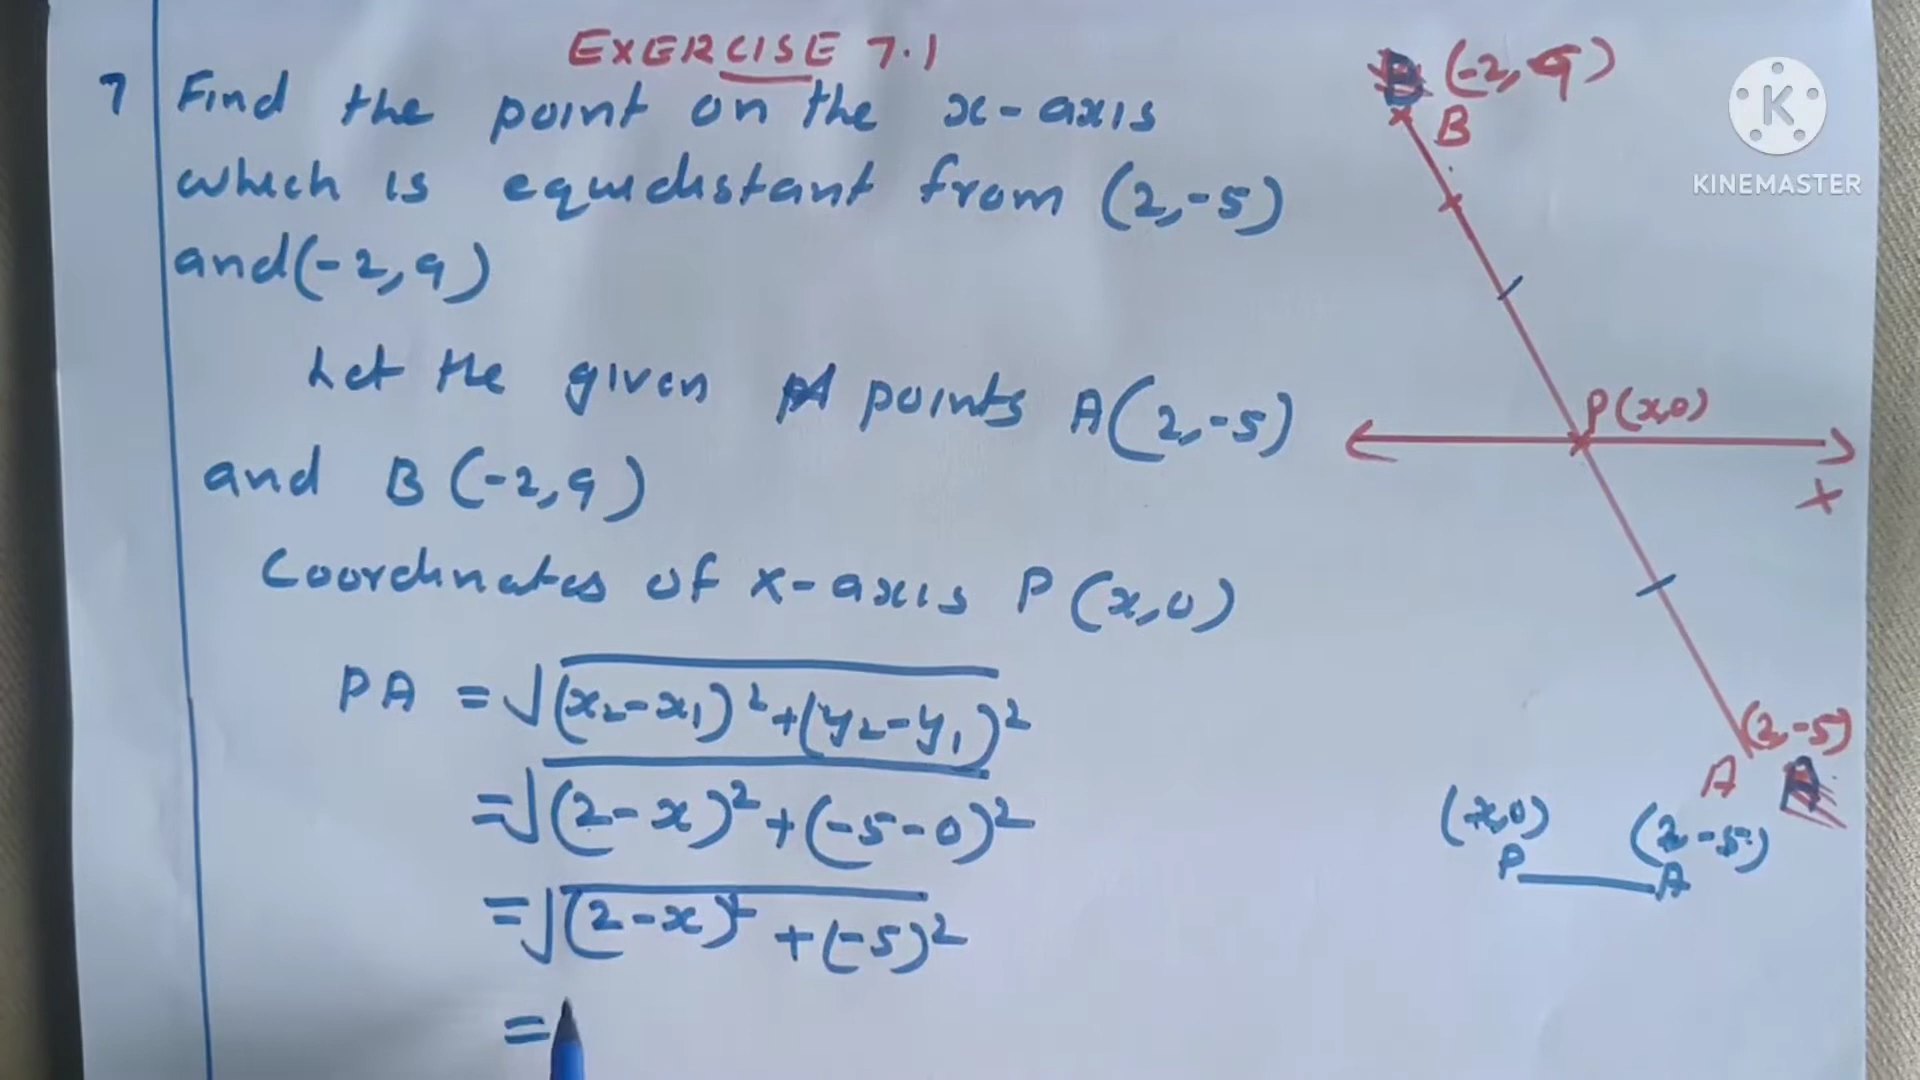 EXERCISE 7.1
7 Find the point on the x-axis
which is equidistant from (2,-5)
and (-2,9)
Let the given points A(2,-5)
and B (-2,9)
Coordinates of x-axis P (x,0)
PA = √(x₂-x₁)²+(y₂-y₁)²
=√(2-x)²+(-5-0)²
=√(2-x)²+(-5)²
=
B (-2,9)
B
K
KINEMASTER
P(x,0)
X
(2,-5)
A A
(x,0) (2,-5)
P A